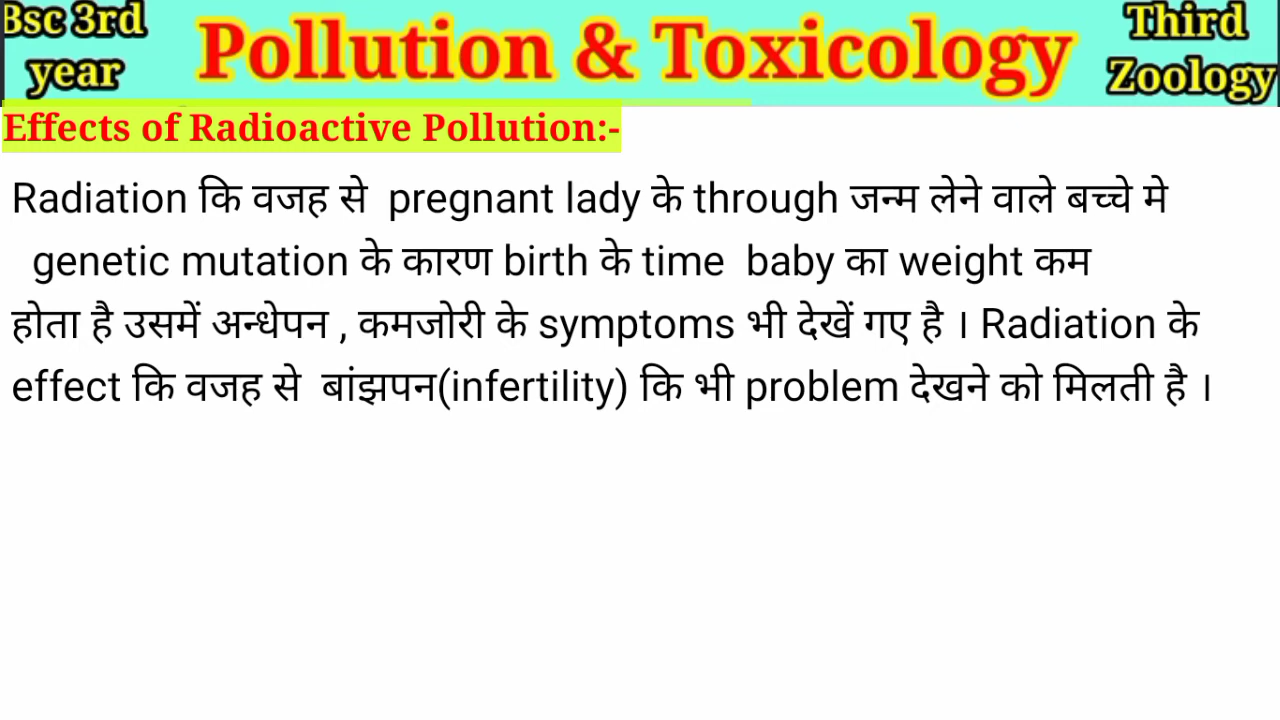 Bsc 3rd year
Pollution & Toxicology
Third Zoology
Effects of Radioactive Pollution:-
Radiation कि वजह से pregnant lady के through जन्म लेने वाले बच्चे मे
genetic mutation के कारण birth के time baby का weight कम
होता है उसमें अन्धेपन , कमजोरी के symptoms भी देखें गए है । Radiation के
effect कि वजह से बांझपन(infertility) कि भी problem देखने को मिलती है ।